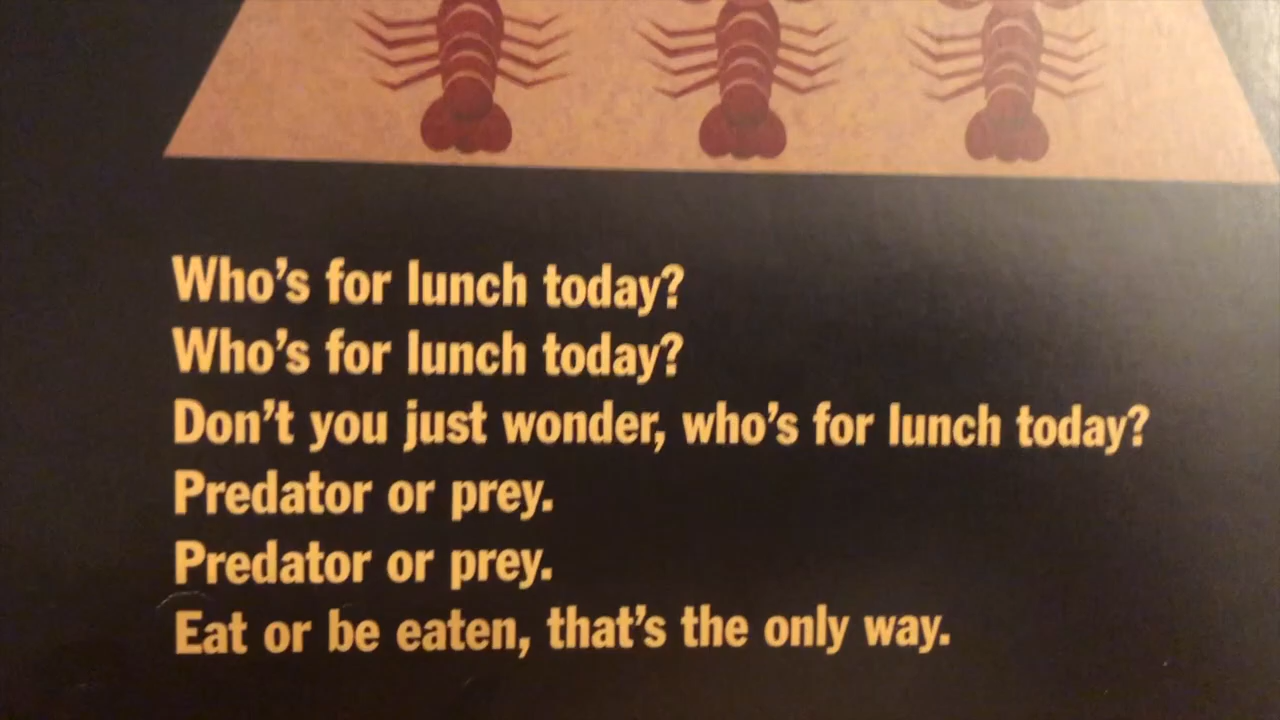 Who’s for lunch today?
Who’s for lunch today?
Don’t you just wonder, who’s for lunch today?
Predator or prey.
Predator or prey.
Eat or be eaten, that’s the only way.